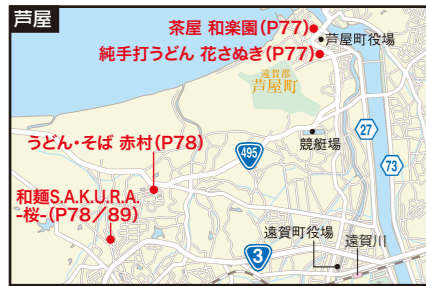 芦屋
茶屋 和楽園(P77)
芦屋町役場
純手打うどん 花さぬき(P77)
遠賀郡
芦屋町
27
うどん・そば 赤村(P78)
495
競艇場
73
和麺S.A.K.U.R.A.
-桜-(P78／89)
3
遠賀町役場
遠賀川